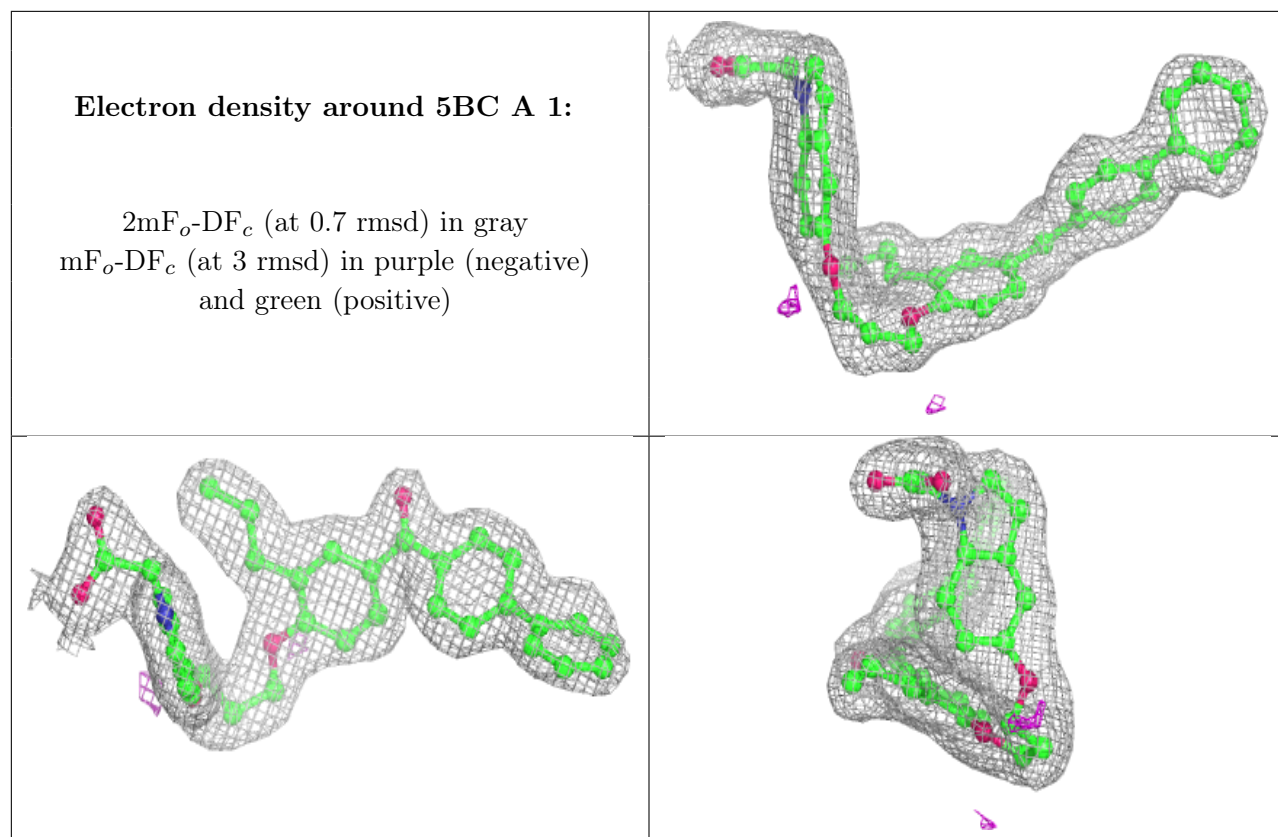 Electron density around 5BC A 1:
2mFₒ-DF𝒸 (at 0.7 rmsd) in gray
mFₒ-DF𝒸 (at 3 rmsd) in purple (negative)
and green (positive)